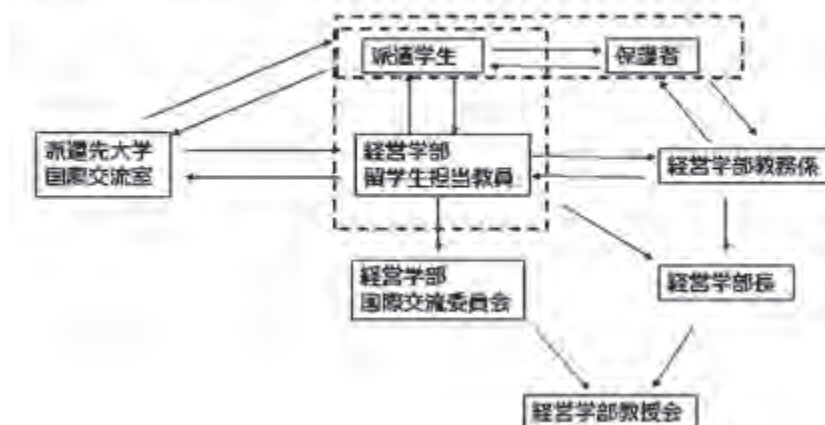 派遣学生
保護者
派遣先大学
国際交流室
経営学部
留学生担当教員
経営学部教務係
経営学部
国際交流委員会
経営学部長
経営学部教授会